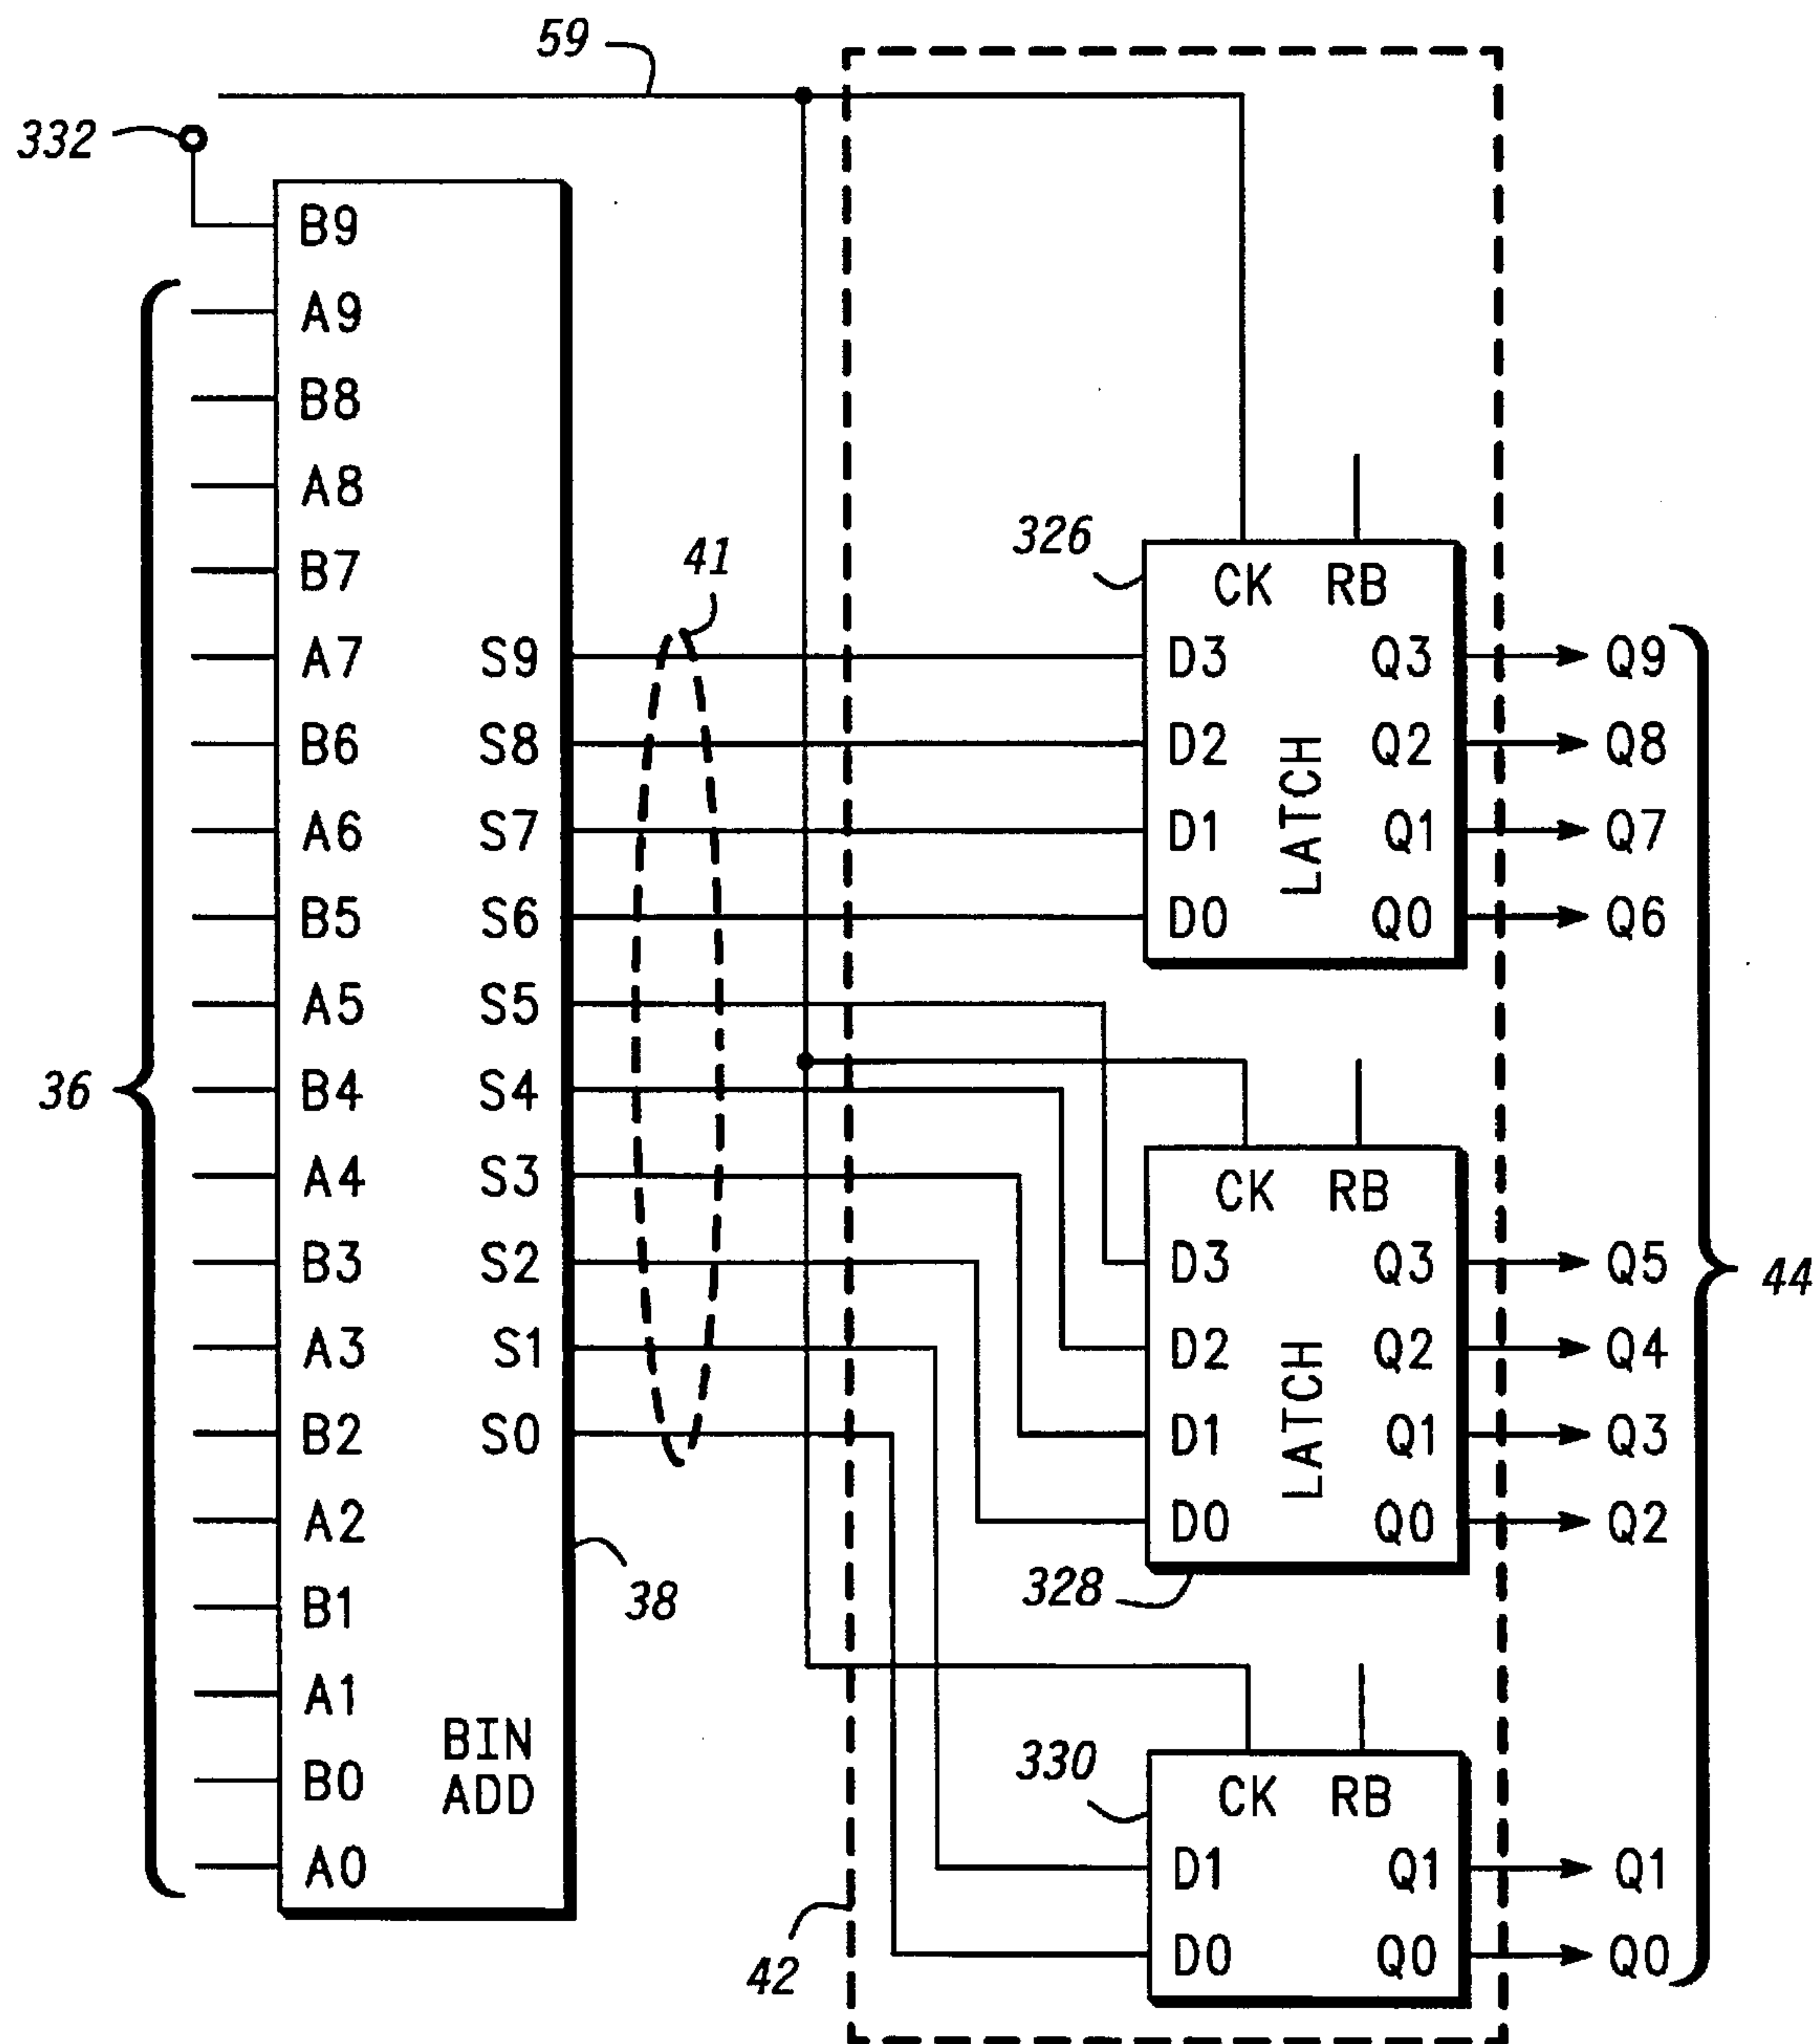 59
332
B9
A9
B8
A8
B7
A7
B6
A6
B5
A5
B4
A4
B3
A3
B2
A2
B1
A1
B0
A0
S9
S8
S7
S6
S5
S4
S3
S2
S1
S0
BIN
ADD
36
38
41
42
326
CK RB
D3 Q3
D2 Q2
D1 Q1
D0 Q0
LATCH
Q9
Q8
Q7
Q6
328
CK RB
D3 Q3
D2 Q2
D1 Q1
D0 Q0
LATCH
Q5
Q4
Q3
Q2
330
CK RB
D1 Q1
D0 Q0
Q1
Q0
44